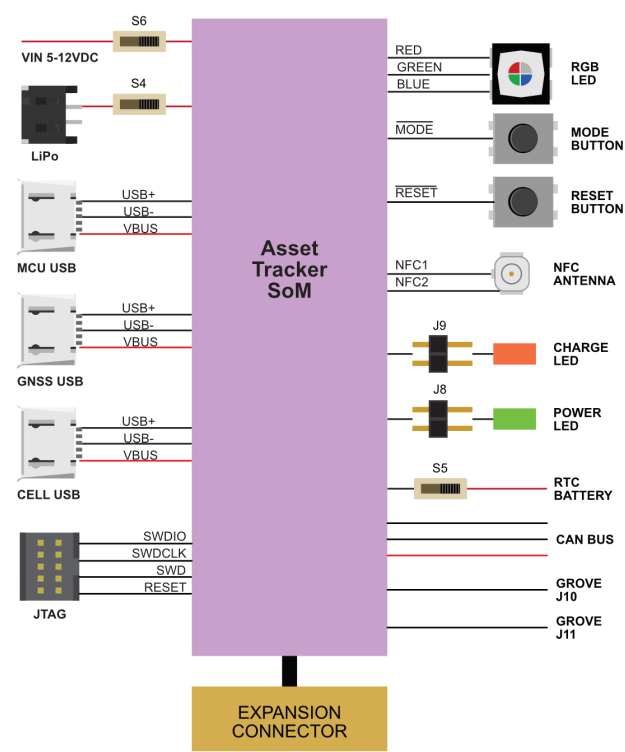 S6
VIN 5-12VDC
S4
LiPo
USB+
USB-
VBUS
MCU USB
USB+
USB-
VBUS
GNSS USB
USB+
USB-
VBUS
CELL USB
SWDIO
SWDCLK
SWD
RESET
JTAG
Asset
Tracker
SoM
RED
GREEN
BLUE
RGB
LED
MODE
MODE
BUTTON
RESET
RESET
BUTTON
NFC1
NFC2
NFC
ANTENNA
J9
CHARGE
LED
J8
POWER
LED
S5
RTC
BATTERY
CAN BUS
GROVE
J10
GROVE
J11
EXPANSION
CONNECTOR